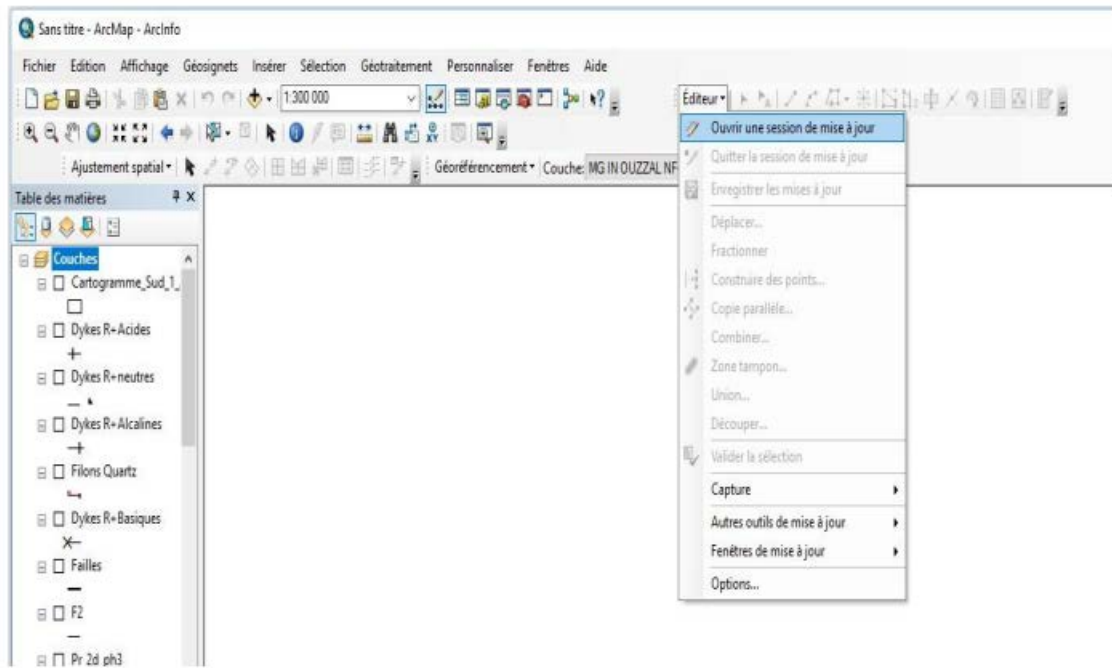 Sans titre - ArcMap - ArcInfo
Fichier Edition Affichage Géosignets Insérer Sélection Géotraitement Personnaliser Fenêtres Aide
1:300 000
Editeur
Ajustement spatial
Géoréférencement
Couche: MG IN OUZZAL NF
Ouvrir une session de mise à jour
Quitter la session de mise à jour
Enregistrer les mises à jour
Déplacer...
Fractionner
Construire des points...
Copie parallèle...
Combiner...
Zone tampon...
Union...
Découper...
Valider la sélection
Capture
Autres outils de mise à jour
Fenêtres de mise à jour
Options...
Table des matières
Couches
Cartogramme_Sud_1_
Dykes R+Acides
Dykes R+neutres
Dykes R+Alcalines
Filons Quartz
Dykes R+Basiques
Failles
F2
Pr 2d ph3